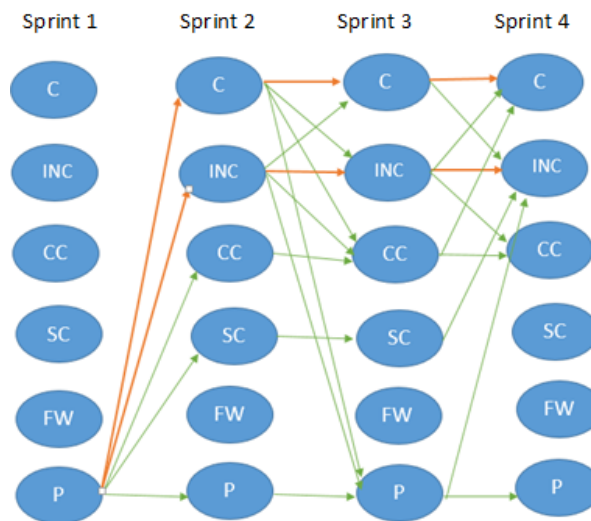 Sprint 1 Sprint 2 Sprint 3 Sprint 4
C C C C
INC INC INC INC
CC CC CC CC
SC SC SC SC
FW FW FW FW
P P P P